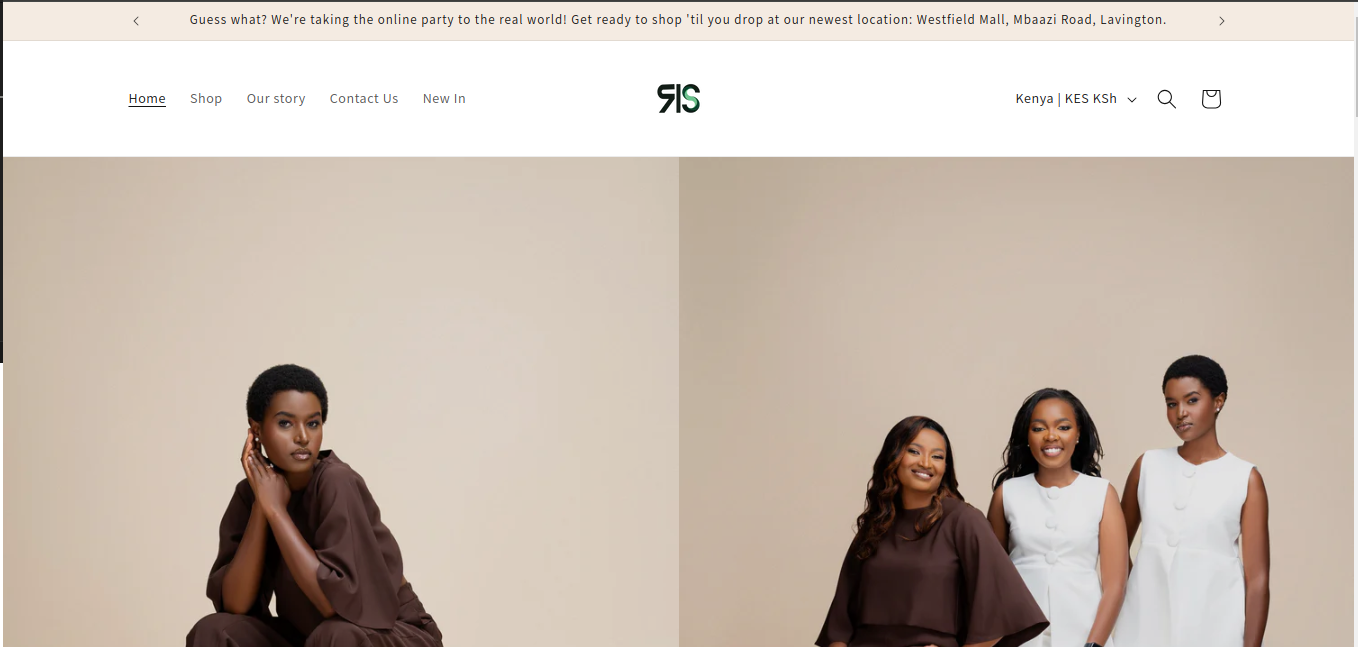 Guess what? We're taking the online party to the real world! Get ready to shop 'til you drop at our newest location: Westfield Mall, Mbaazi Road, Lavington.
Home Shop Our story Contact Us New In
RIS
Kenya | KES KSh